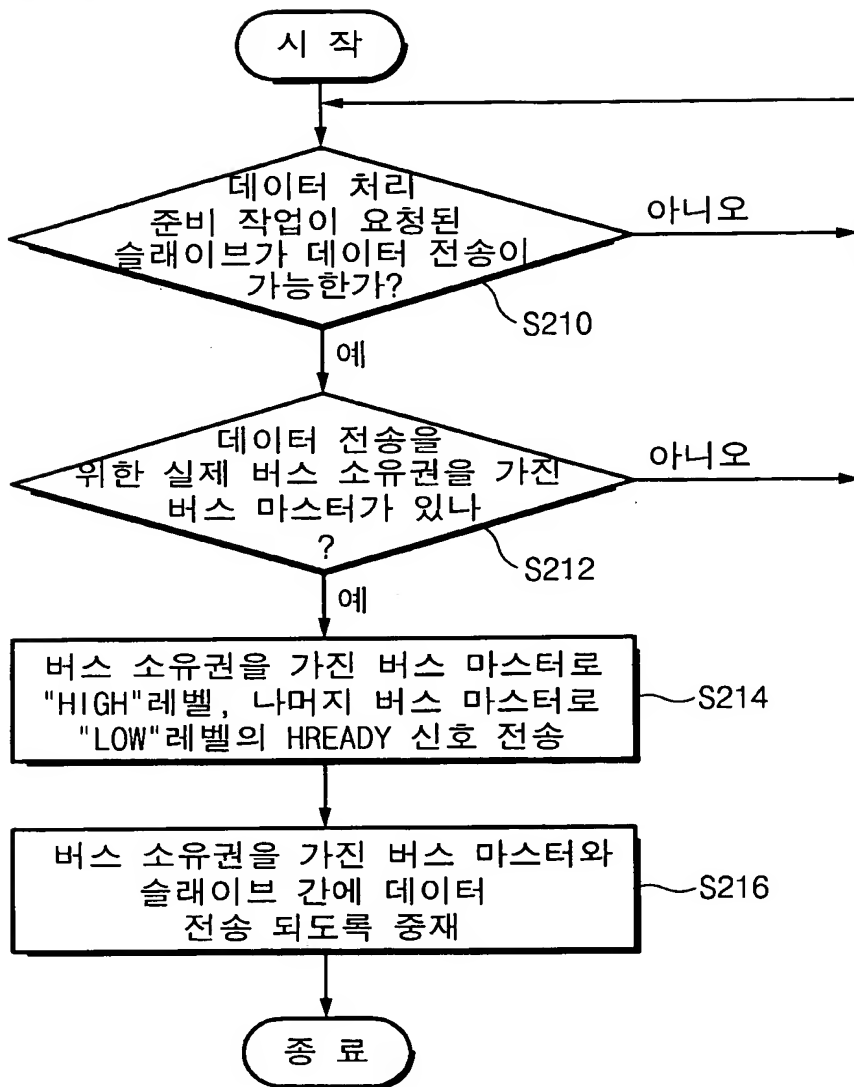 시 작
데이터 처리
준비 작업이 요청된
슬래이브가 데이터 전송이
가능한가?
아니오
S210
예
데이터 전송을
위한 실제 버스 소유권을 가진
버스 마스터가 있나
?
아니오
S212
예
버스 소유권을 가진 버스 마스터로
"HIGH"레벨, 나머지 버스 마스터로
"LOW"레벨의 HREADY 신호 전송
S214
버스 소유권을 가진 버스 마스터와
슬래이브 간에 데이터
전송 되도록 중재
S216
종 료